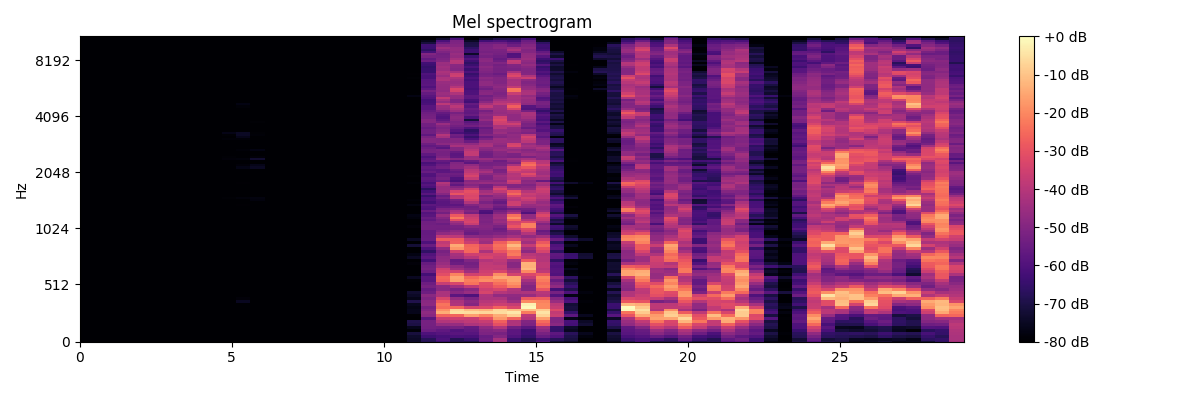 Mel spectrogram
8192
4096
2048
1024
512
0
Hz
0 5 10 15 20 25
Time
+0 dB
-10 dB
-20 dB
-30 dB
-40 dB
-50 dB
-60 dB
-70 dB
-80 dB